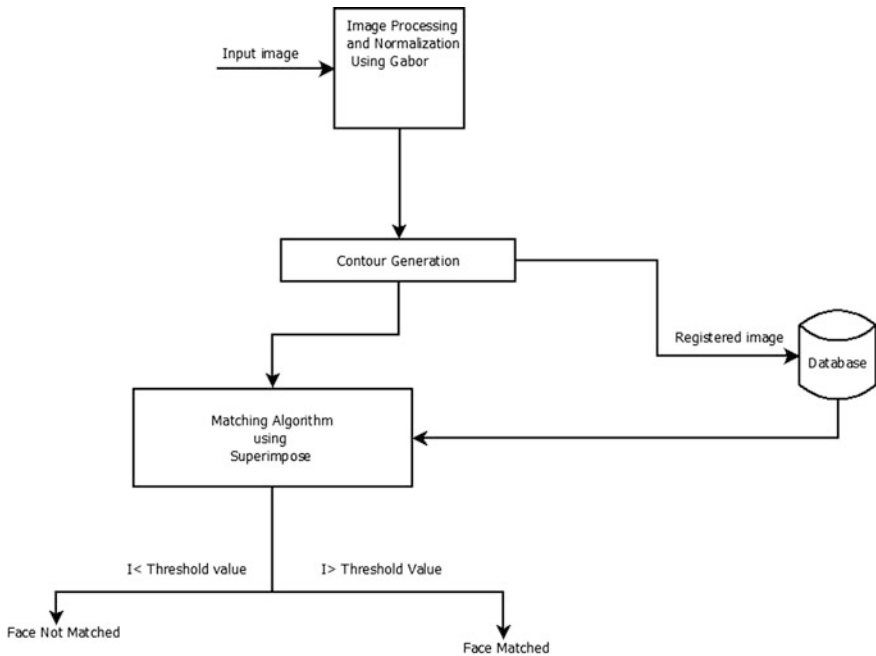 Image Processing
and Normalization
Using Gabor
Input image
Contour Generation
Registered image
Database
Matching Algorithm
using
Superimpose
I< Threshold value
I> Threshold Value
Face Not Matched
Face Matched